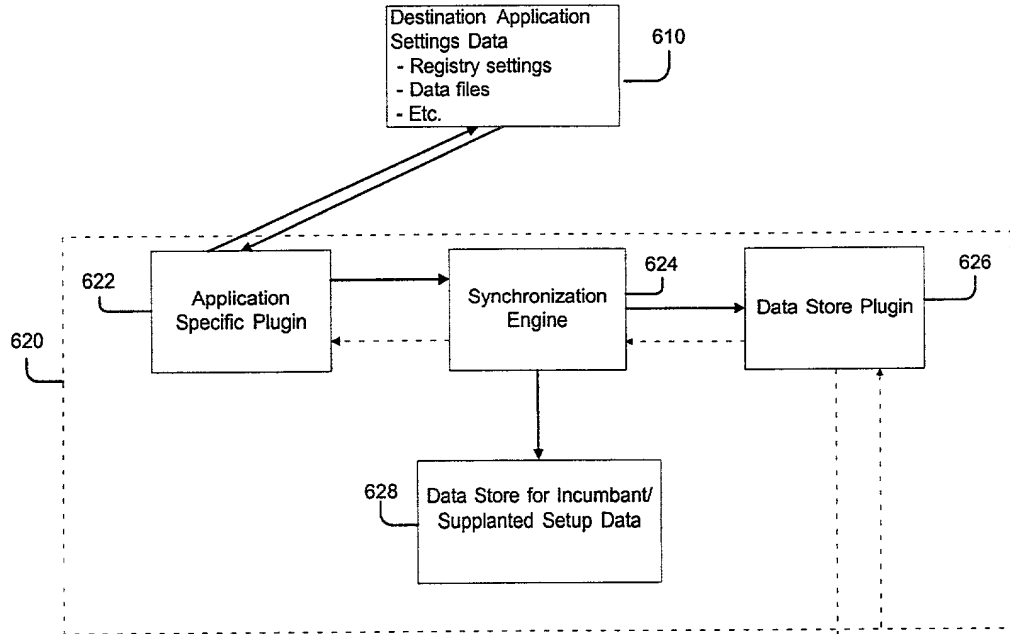 Destination Application
Settings Data
- Registry settings
- Data files
- Etc.
610
622
Application
Specific Plugin
Synchronization
Engine
624
Data Store Plugin
626
620
628
Data Store for Incumbant/
Supplanted Setup Data